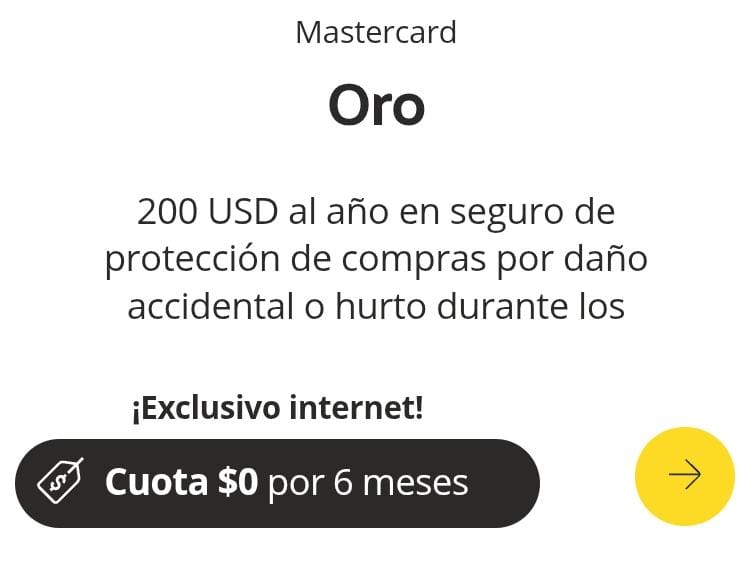 Mastercard
Oro
200 USD al año en seguro de
protección de compras por daño
accidental o hurto durante los
¡Exclusivo internet!
$
Cuota $0 por 6 meses